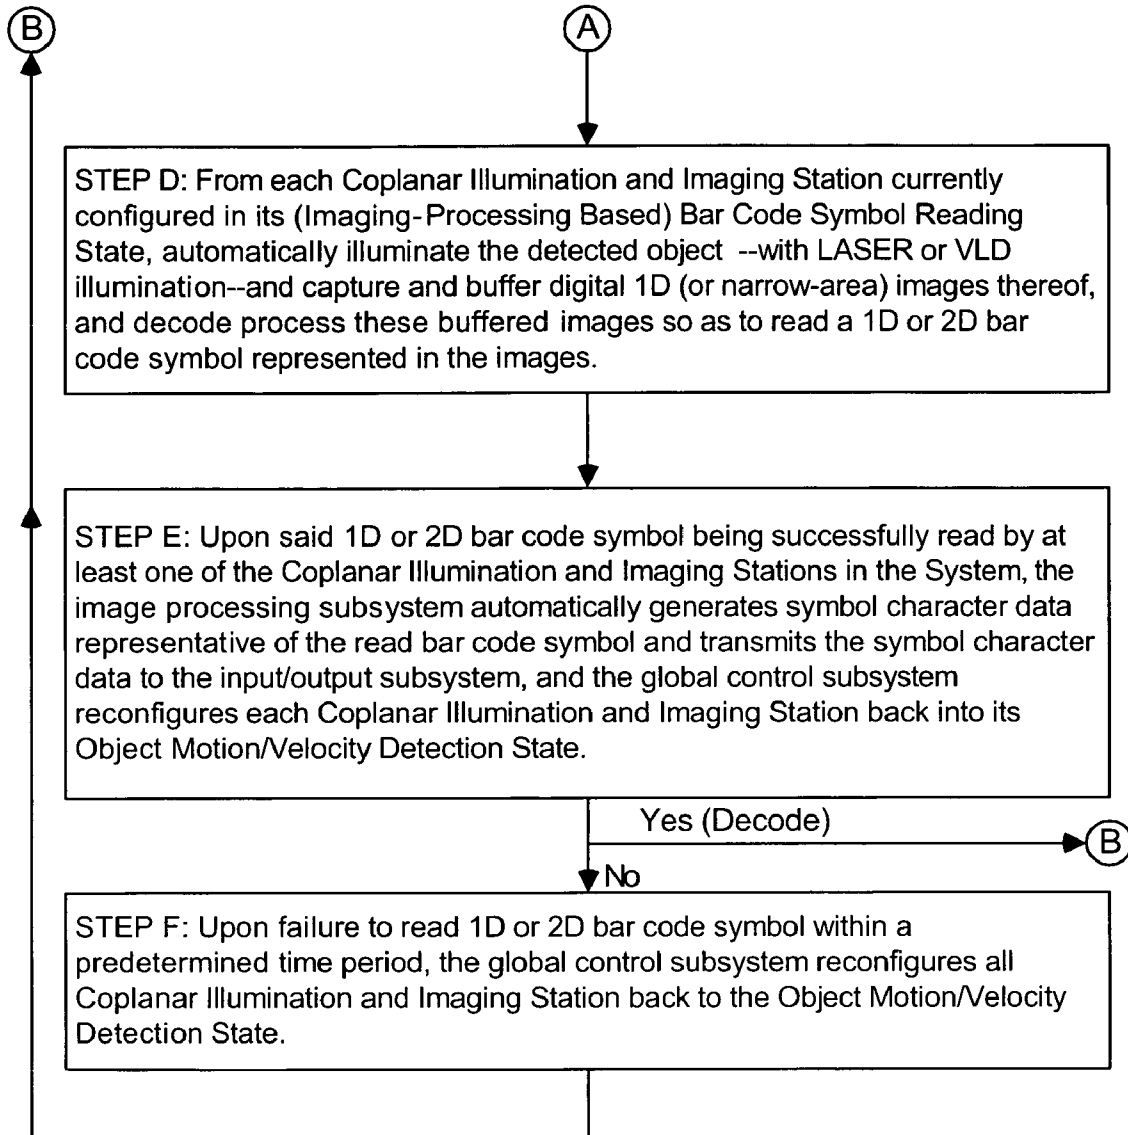 B
A
STEP D: From each Coplanar Illumination and Imaging Station currently
configured in its (Imaging-Processing Based) Bar Code Symbol Reading
State, automatically illuminate the detected object --with LASER or VLD
illumination--and capture and buffer digital 1D (or narrow-area) images thereof,
and decode process these buffered images so as to read a 1D or 2D bar
code symbol represented in the images.
STEP E: Upon said 1D or 2D bar code symbol being successfully read by at
least one of the Coplanar Illumination and Imaging Stations in the System, the
image processing subsystem automatically generates symbol character data
representative of the read bar code symbol and transmits the symbol character
data to the input/output subsystem, and the global control subsystem
reconfigures each Coplanar Illumination and Imaging Station back into its
Object Motion/Velocity Detection State.
Yes (Decode)
B
No
STEP F: Upon failure to read 1D or 2D bar code symbol within a
predetermined time period, the global control subsystem reconfigures all
Coplanar Illumination and Imaging Station back to the Object Motion/Velocity
Detection State.